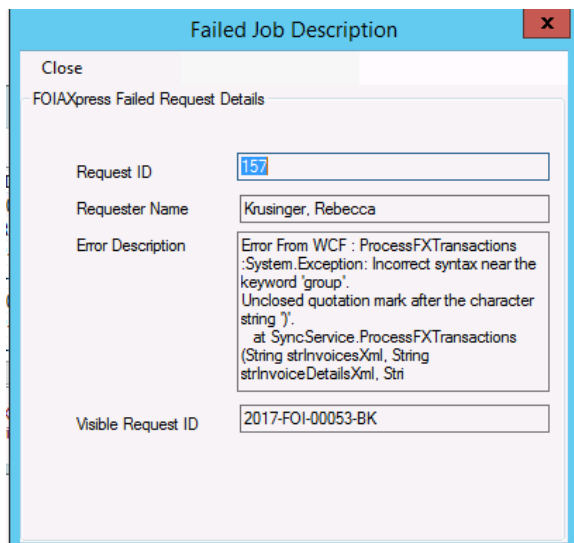 Failed Job Description
x
Close
FOIAXpress Failed Request Details
Request ID
157
Requester Name
Krusinger, Rebecca
Error Description
Error From WCF : ProcessFXTransactions
:System.Exception: Incorrect syntax near the
keyword 'group'.
Unclosed quotation mark after the character
string ')'.
at SyncService.ProcessFXTransactions
(String strInvoicesXml, String
strInvoiceDetailsXml, Stri
Visible Request ID
2017-FOI-00053-BK